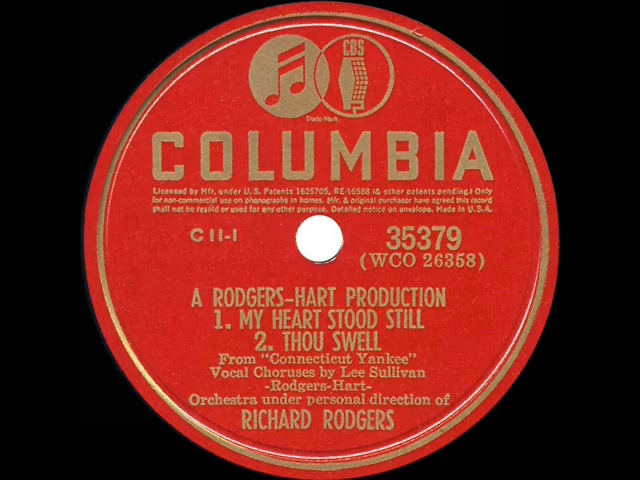 CBS
Trade-Mark
COLUMBIA
Licensed by Mfr. under U.S. Patents 1625705, RE-16588 (& other patents pending.) Only
for non-commercial use on phonographs in homes. Mfr. & original purchaser have agreed this record
shall not be resold or used for any other purpose. Detailed notice on envelope. Made in U.S.A.
C11-1
35379
(WCO 26358)
A RODGERS-HART PRODUCTION
1. MY HEART STOOD STILL
2. THOU SWELL
From "Connecticut Yankee"
Vocal Choruses by Lee Sullivan
-Rodgers-Hart-
Orchestra under personal direction of
RICHARD RODGERS